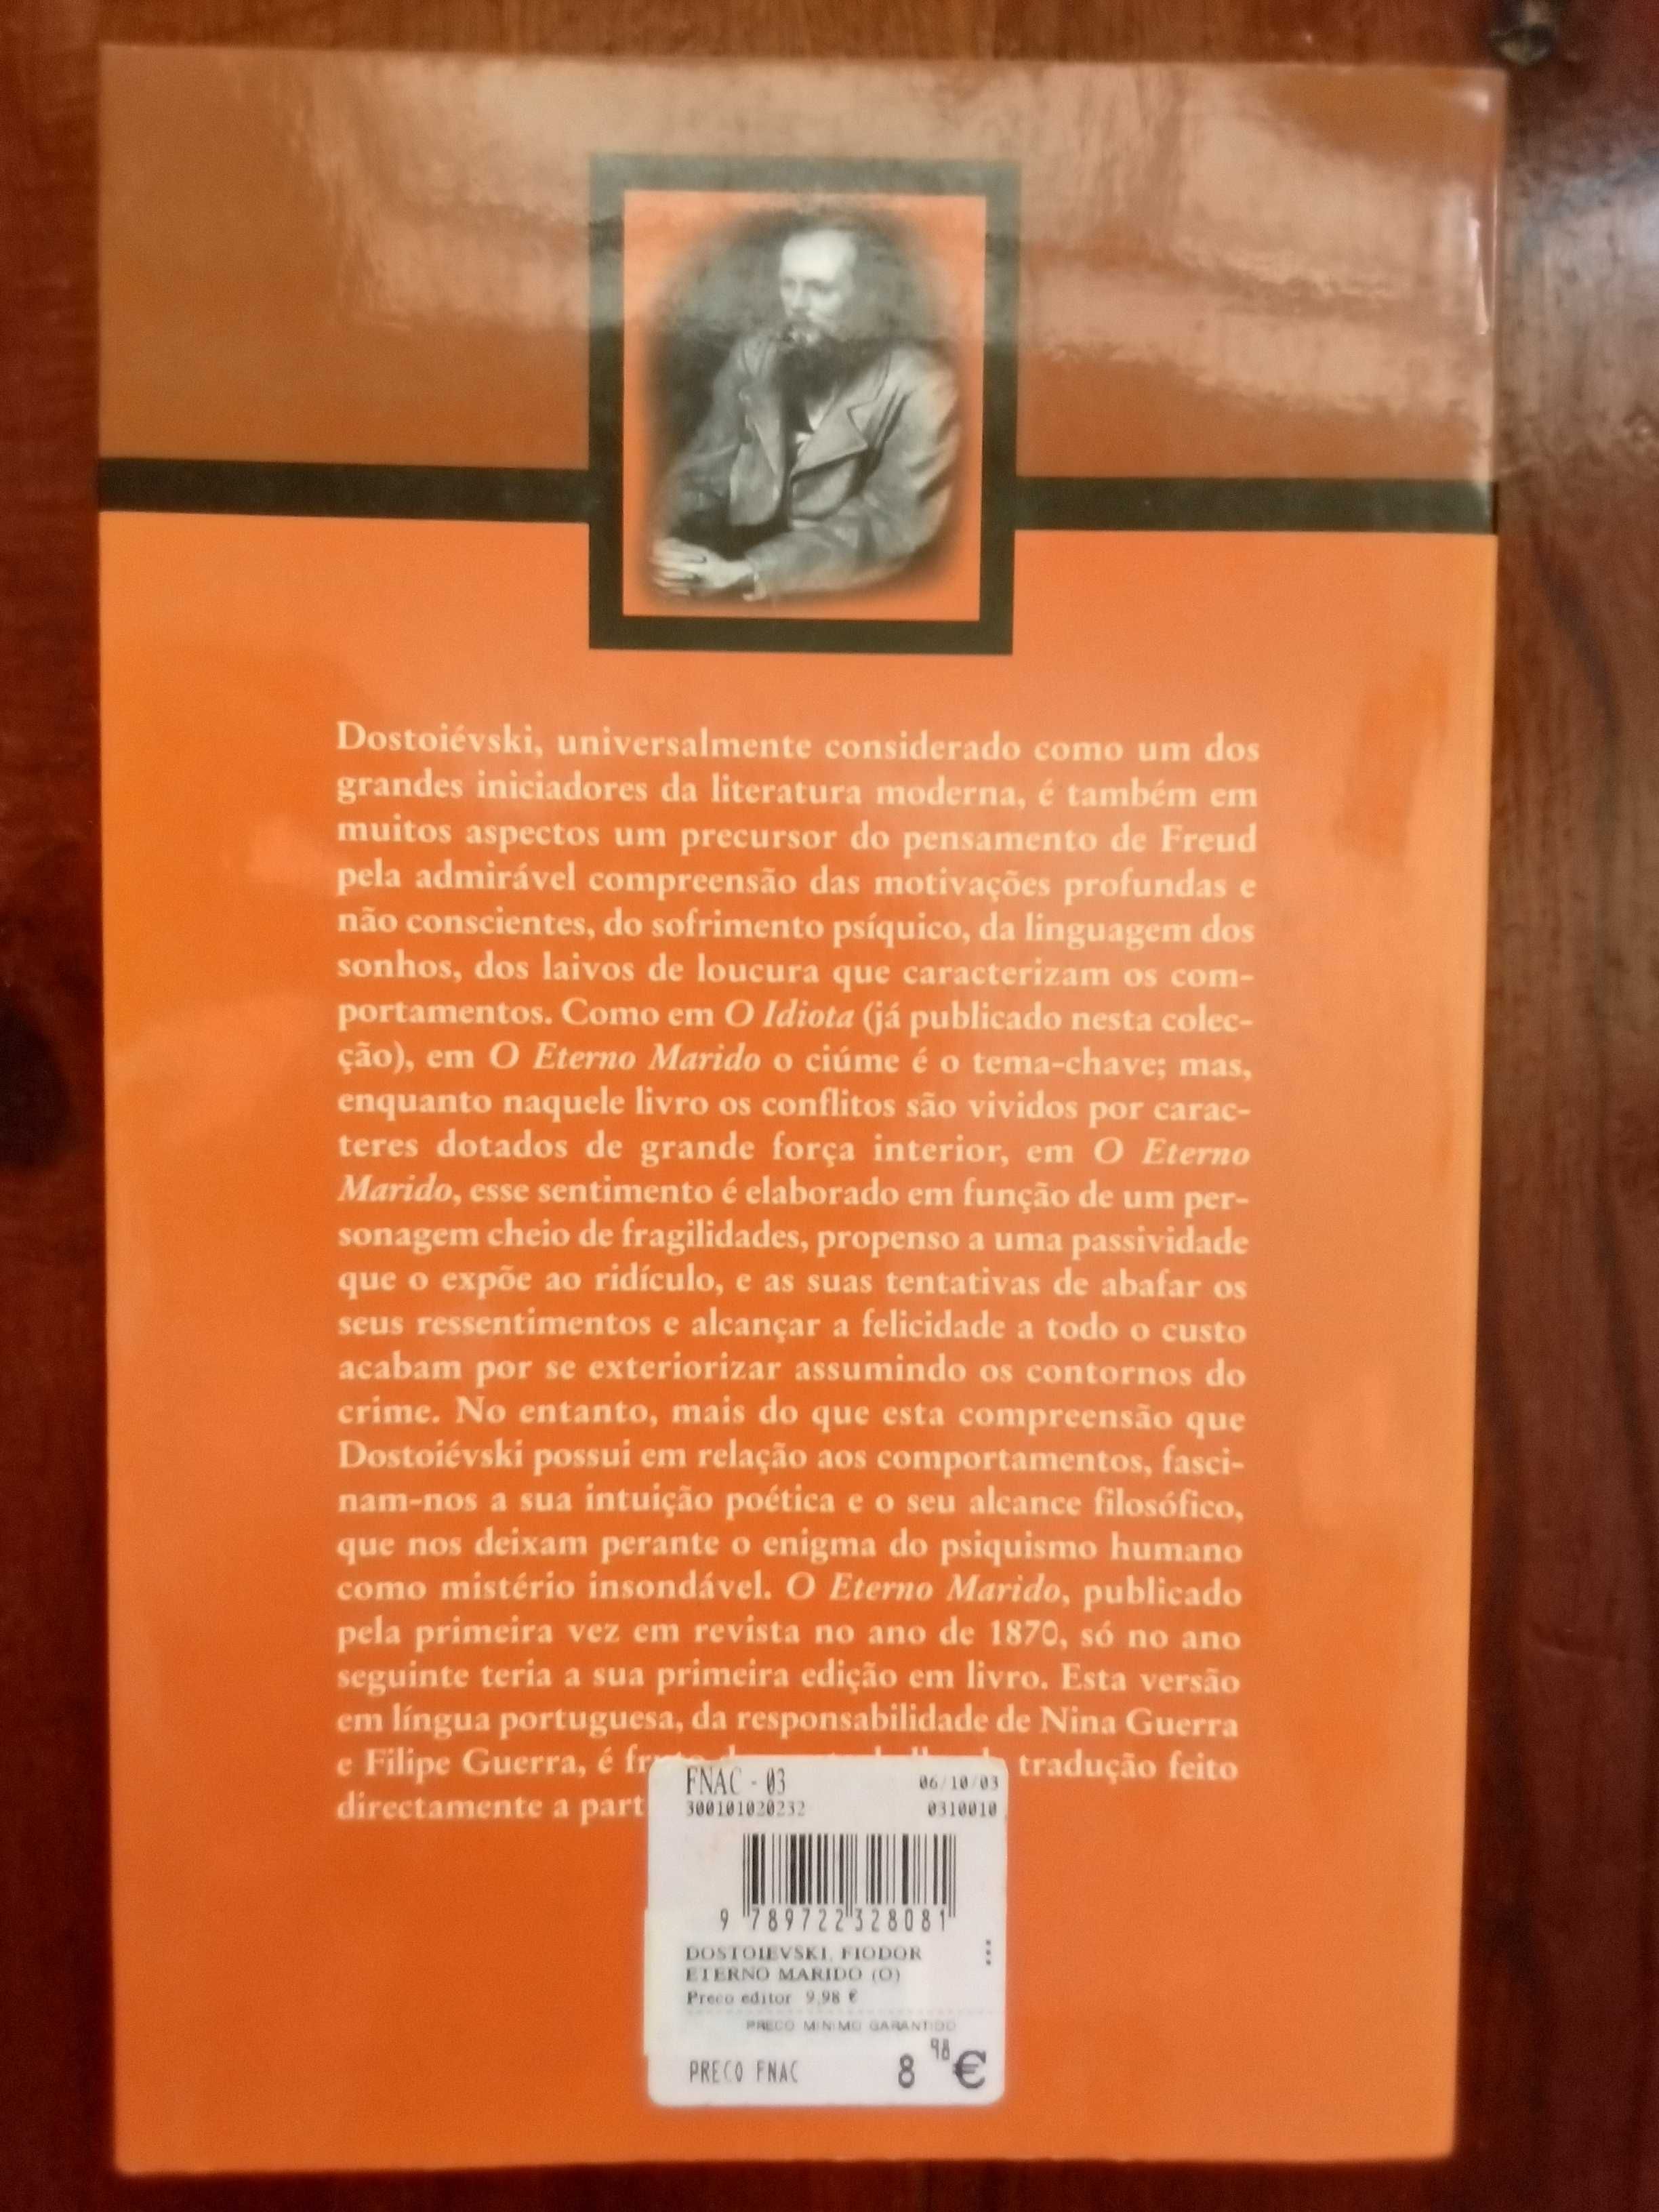 Dostoiévski, universalmente considerado como um dos
grandes iniciadores da literatura moderna, é também em
muitos aspectos um precursor do pensamento de Freud
pela admirável compreensão das motivações profundas e
não conscientes, do sofrimento psíquico, da linguagem dos
sonhos, dos laivos de loucura que caracterizam os com-
portamentos. Como em O Idiota (já publicado nesta colec-
ção), em O Eterno Marido o ciúme é o tema-chave; mas,
enquanto naquele livro os conflitos são vividos por carac-
teres dotados de grande força interior, em O Eterno
Marido, esse sentimento é elaborado em função de um per-
sonagem cheio de fragilidades, propenso a uma passividade
que o expõe ao ridículo, e as suas tentativas de abafar os
seus ressentimentos e alcançar a felicidade a todo o custo
acabam por se exteriorizar assumindo os contornos do
crime. No entanto, mais do que esta compreensão que
Dostoiévski possui em relação aos comportamentos, fasci-
nam-nos a sua intuição poética e o seu alcance filosófico,
que nos deixam perante o enigma do psiquismo humano
como mistério insondável. O Eterno Marido, publicado
pela primeira vez em revista no ano de 1870, só no ano
seguinte teria a sua primeira edição em livro. Esta versão
em língua portuguesa, da responsabilidade de Nina Guerra
e Filipe Guerra, é tradução feito
directamente a part
FNAC - 03 06/10/03
300101020232 0310010
9 789722 328081
DOSTOIEVSKI, FIODOR
ETERNO MARIDO (O)
Preco editor 9,98 €
PRECO MINIMO GARANTIDO
PRECO FNAC 8 98 €